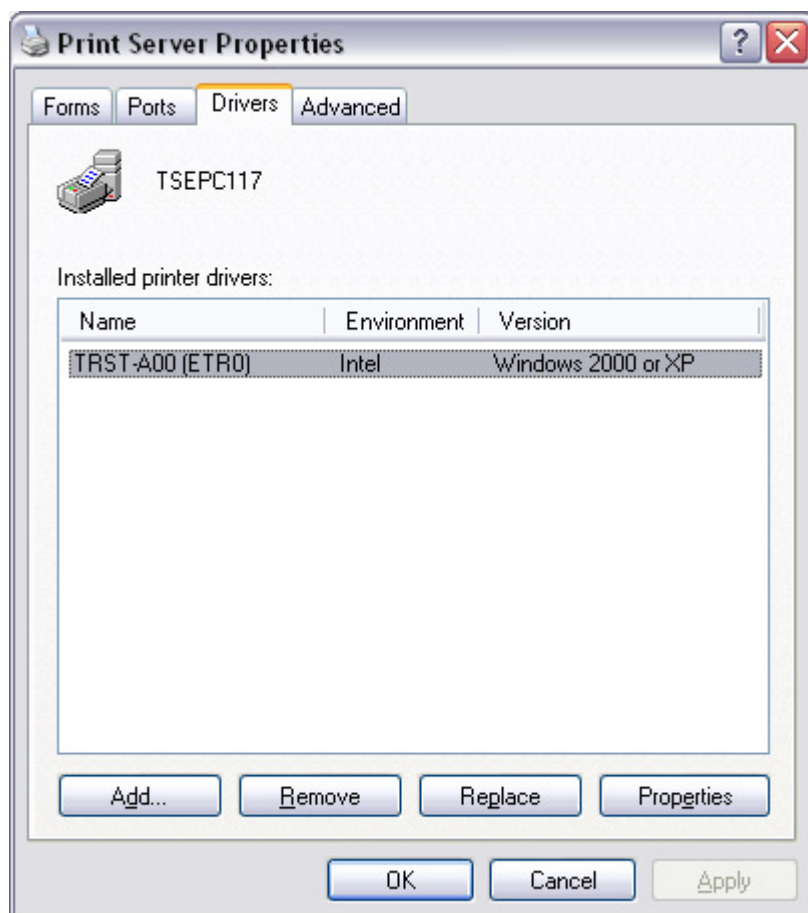 Print Server Properties
Forms Ports Drivers Advanced
TSEPC117
Installed printer drivers:
Name Environment Version
TRST-A00 (ETR0) Intel Windows 2000 or XP
Add... Remove Replace Properties
OK Cancel Apply